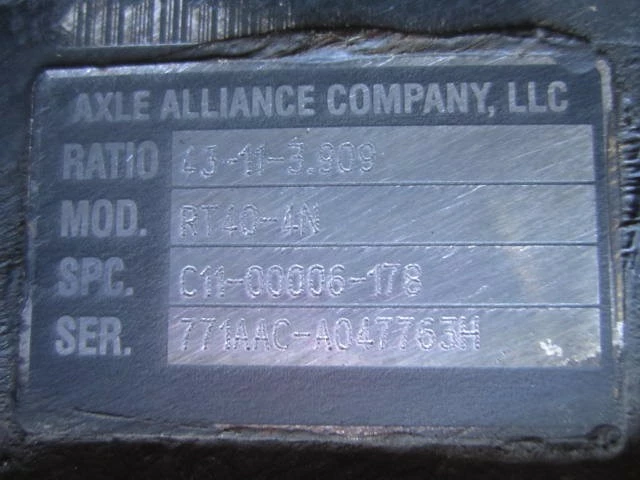 AXLE ALLIANCE COMPANY, LLC
RATIO 43-11-3.909
MOD. RT40-4N
SPC. C11-00006-178
SER. 771AAC-A047763H